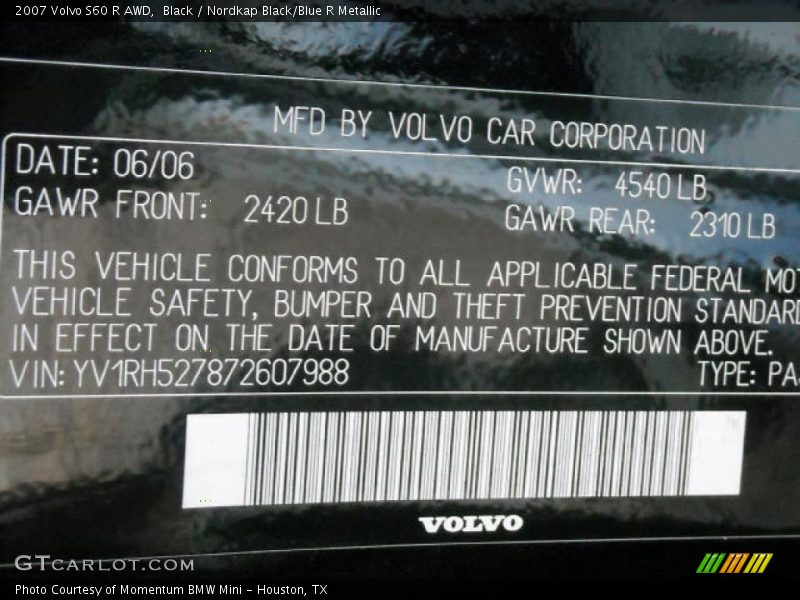 2007 Volvo S60 R AWD,  Black / Nordkap Black/Blue R Metallic
MFD BY VOLVO CAR CORPORATION
DATE: 06/06
GVWR: 4540 LB
GAWR FRONT: 2420 LB
GAWR REAR: 2310 LB
THIS VEHICLE CONFORMS TO ALL APPLICABLE FEDERAL MOT
VEHICLE SAFETY, BUMPER AND THEFT PREVENTION STANDARD
IN EFFECT ON THE DATE OF MANUFACTURE SHOWN ABOVE.
VIN: YV1RH527872607988
TYPE: PA
VOLVO
GTcarlot.com
Photo Courtesy of Momentum BMW Mini - Houston, TX